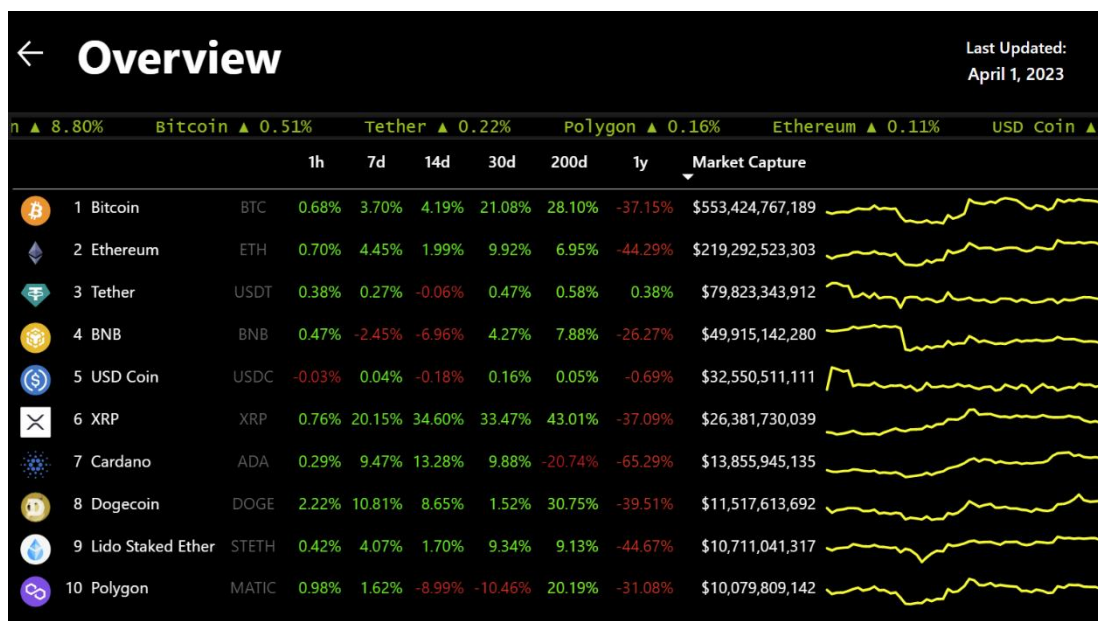 Overview
Last Updated:
April 1, 2023
n ▲ 8.80% Bitcoin ▲ 0.51% Tether ▲ 0.22% Polygon ▲ 0.16% Ethereum ▲ 0.11% USD Coin ▲
1h 7d 14d 30d 200d 1y Market Capture
1 Bitcoin BTC 0.68% 3.70% 4.19% 21.08% 28.10% -37.15% $553,424,767,189
2 Ethereum ETH 0.70% 4.45% 1.99% 9.92% 6.95% -44.29% $219,292,523,303
3 Tether USDT 0.38% 0.27% -0.06% 0.47% 0.58% 0.38% $79,823,343,912
4 BNB BNB 0.47% -2.45% -6.96% 4.27% 7.88% -26.27% $49,915,142,280
5 USD Coin USDC -0.03% 0.04% -0.18% 0.16% 0.05% -0.69% $32,550,511,111
6 XRP XRP 0.76% 20.15% 34.60% 33.47% 43.01% -37.09% $26,381,730,039
7 Cardano ADA 0.29% 9.47% 13.28% 9.88% -20.74% -65.29% $13,855,945,135
8 Dogecoin DOGE 2.22% 10.81% 8.65% 1.52% 30.75% -39.51% $11,517,613,692
9 Lido Staked Ether STETH 0.42% 4.07% 1.70% 9.34% 9.13% -44.67% $10,711,041,317
10 Polygon MATIC 0.98% 1.62% -8.99% -10.46% 20.19% -31.08% $10,079,809,142